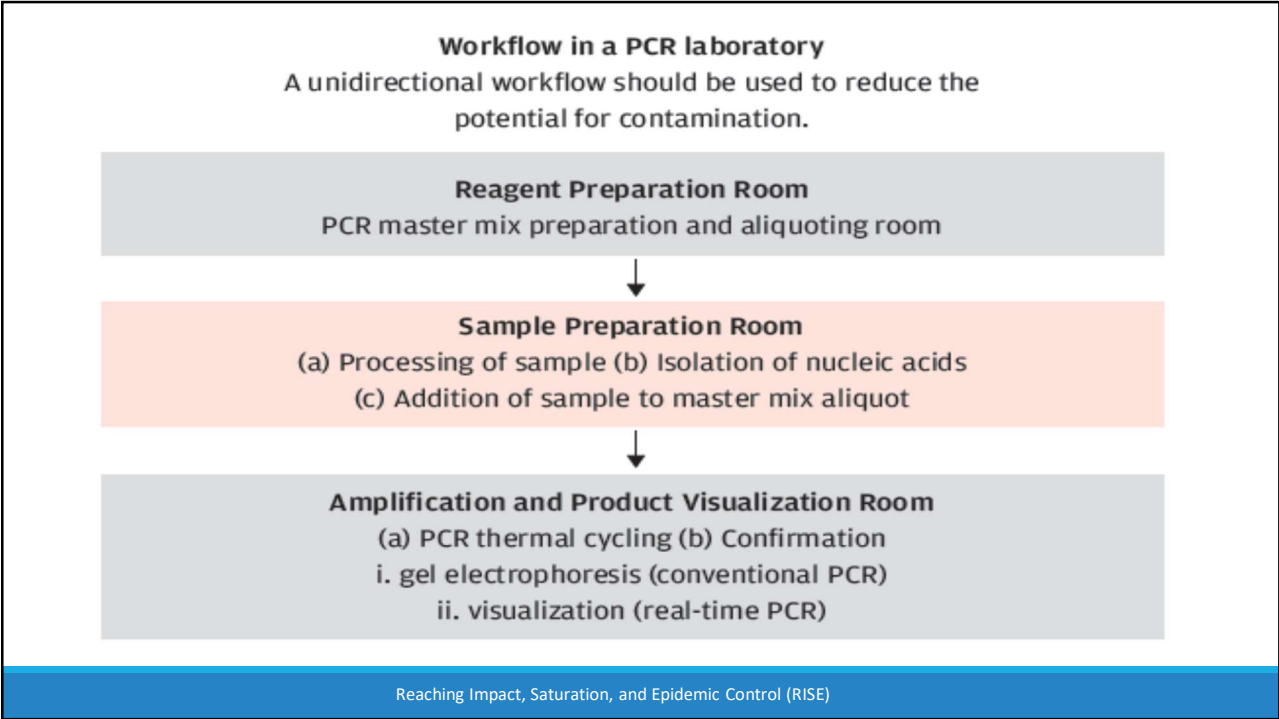 Workflow in a PCR laboratory
A unidirectional workflow should be used to reduce the
potential for contamination.
Reagent Preparation Room
PCR master mix preparation and aliquoting room
Sample Preparation Room
(a) Processing of sample (b) Isolation of nucleic acids
(c) Addition of sample to master mix aliquot
Amplification and Product Visualization Room
(a) PCR thermal cycling (b) Confirmation
i. gel electrophoresis (conventional PCR)
ii. visualization (real-time PCR)
Reaching Impact, Saturation, and Epidemic Control (RISE)